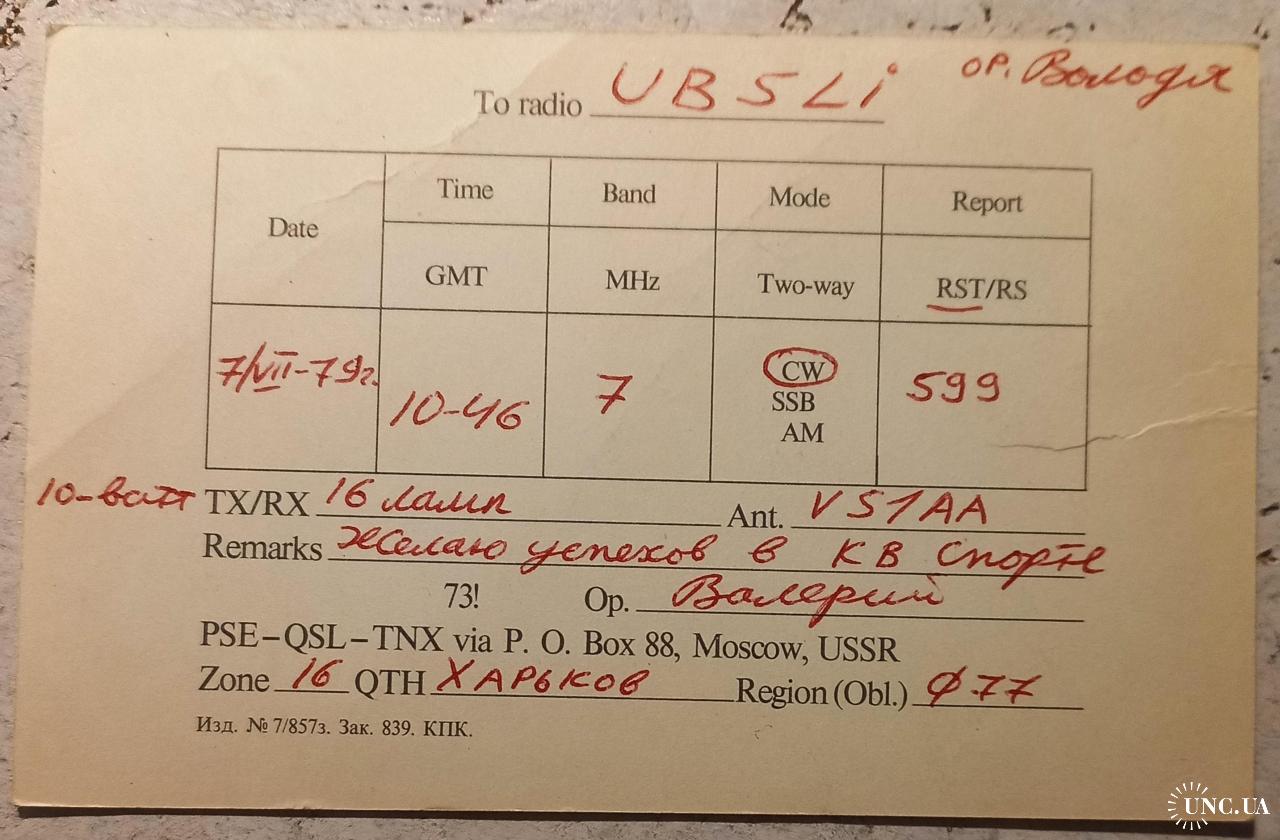 To radio UB5LI ОР. Володя
Date Time Band Mode Report
GMT MHz Two-way RST/RS
7/VII-79г. 10-46 7 CW 599
SSB
AM
10-ватт TX/RX 16 ламп Ant. VS1AA
Remarks Желаю успехов в КВ спорте
73! Op. Валерий
PSE-QSL-TNX via P. O. Box 88, Moscow, USSR
Zone 16 QTH ХАРЬКОВ Region (Obl.) Ø77
Изд. № 7/857з. Зак. 839. КПК.
UNC.UA